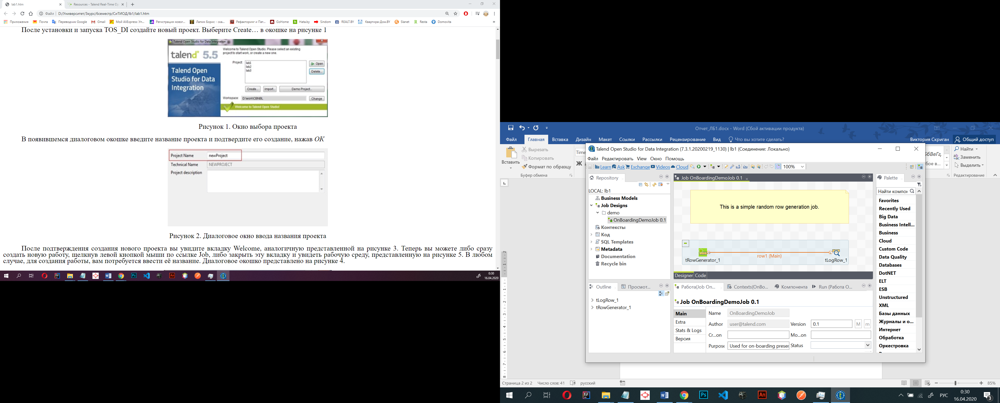 lab1.htm
Resources - Talend Real-Time Op
Файл | D:/Университет/3курс/6семестр/СиТИОД/lb1/lab1.htm
Приложения Почта Переводчик Google Gmail Мой AliExpress: Уп... Регистрация новог... Лапин Борис - ска... Рефакторинг и Пат... GoHome Hata.by Sindom REALT.BY Квартира-Дом.BY Slanet Resta Domovita »
После установки и запуска TOS_DI создайте новый проект. Выберите Create… в окошке на рисунке 1
Talend Open Studio for Data Integration
talend 5.5
Welcome to Talend Open Studio. Please select an existing
project to start work, or create a new one.
Project
lab1
lab2
lab3
Open
Delete...
Talend Open
Studio for Data
Integration
Create... Import... Demo Project...
Workspace: D:\work\CBNBL Change
Welcome to Talend Open Studio!
Рисунок 1. Окно выбора проекта
В появившемся диалоговом окошке введите название проекта и подтвердите его создание, нажав ОК
Project Name newProject
Technical Name NEWPROJECT
Project description
Рисунок 2. Диалоговое окно ввода названия проекта
После подтверждения создания нового проекта вы увидите вкладку Welcome, аналогичную представленной на рисунке 3. Теперь вы можете либо сразу
создать новую работу, щелкнув левой кнопкой мыши по ссылке Job, либо закрыть эту вкладку и увидеть рабочую среду, представленную на рисунке 5. В любом
случае, для создания работы, вам потребуется ввести её название. Диалоговое окошко представлено на рисунке 4.
0:30
16.04.2020
Отчет_ЛБ1.docx - Word (Сбой активации продукта)
Файл Главная Вставка Дизайн Макет Ссылки Рассылки Рецензирование Вид Что вы хотите сделать? Виктория Скриган Общий доступ
Вставить
Вырезать
Копировать
Формат по образцу
Буфер обмена
Time
Ж
Найти
Заменить
Выделить
Редактирование
Talend Open Studio for Data Integration (7.3.1.20200219_1130) | lb1 (Соединение: Локально)
Файл Редактировать View Окно Помощь
Learn Ask Exchange Videos Cloud 100%
Repository
LOCAL: lb1
Business Models
Job Designs
demo
OnBoardingDemoJob 0.1
Контексты
Код
SQL Templates
Metadata
Documentation
Recycle bin
Job OnBoardingDemoJob 0.1
This is a simple random row generation job.
row1 (Main)
tRowGenerator_1 tLogRow_1
Designer Code
Palette
Найти компон
Favorites
Recently Used
Big Data
Business Intell...
Business
Cloud
Custom Code
Data Quality
Databases
DotNET
ELT
ESB
Unstructured
XML
Базы данных
Журналы и о...
Интернет
Обработка
Оркестровка
Outline Просмот...
tLogRow_1
tRowGenerator_1
Работа(Job On... Contexts(OnBo... Компонента Run (Работа O...
Job OnBoardingDemoJob 0.1
Main
Extra
Stats & Logs
Версия
Name OnBoardingDemoJob
Author user@talend.com Version 0.1 M m
Cr...on Mo...on
Purpose Used for on-boarding preser Status
Страница 2 из 2 Число слов: 41 русский 85%
РУС
0:30
16.04.2020
3